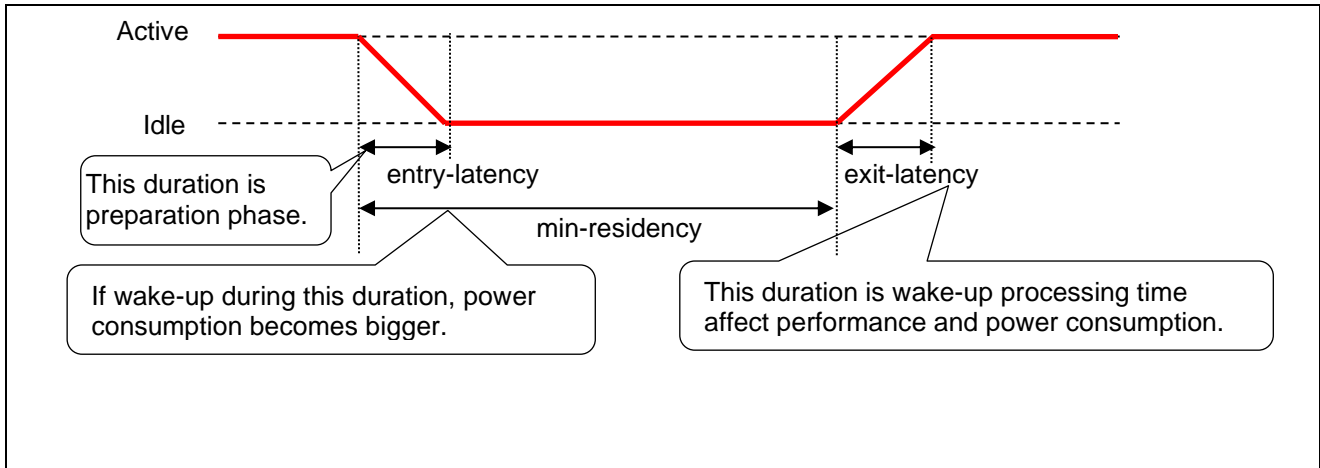 Active
Idle
This duration is
preparation phase.
entry-latency
exit-latency
min-residency
If wake-up during this duration, power
consumption becomes bigger.
This duration is wake-up processing time
affect performance and power consumption.